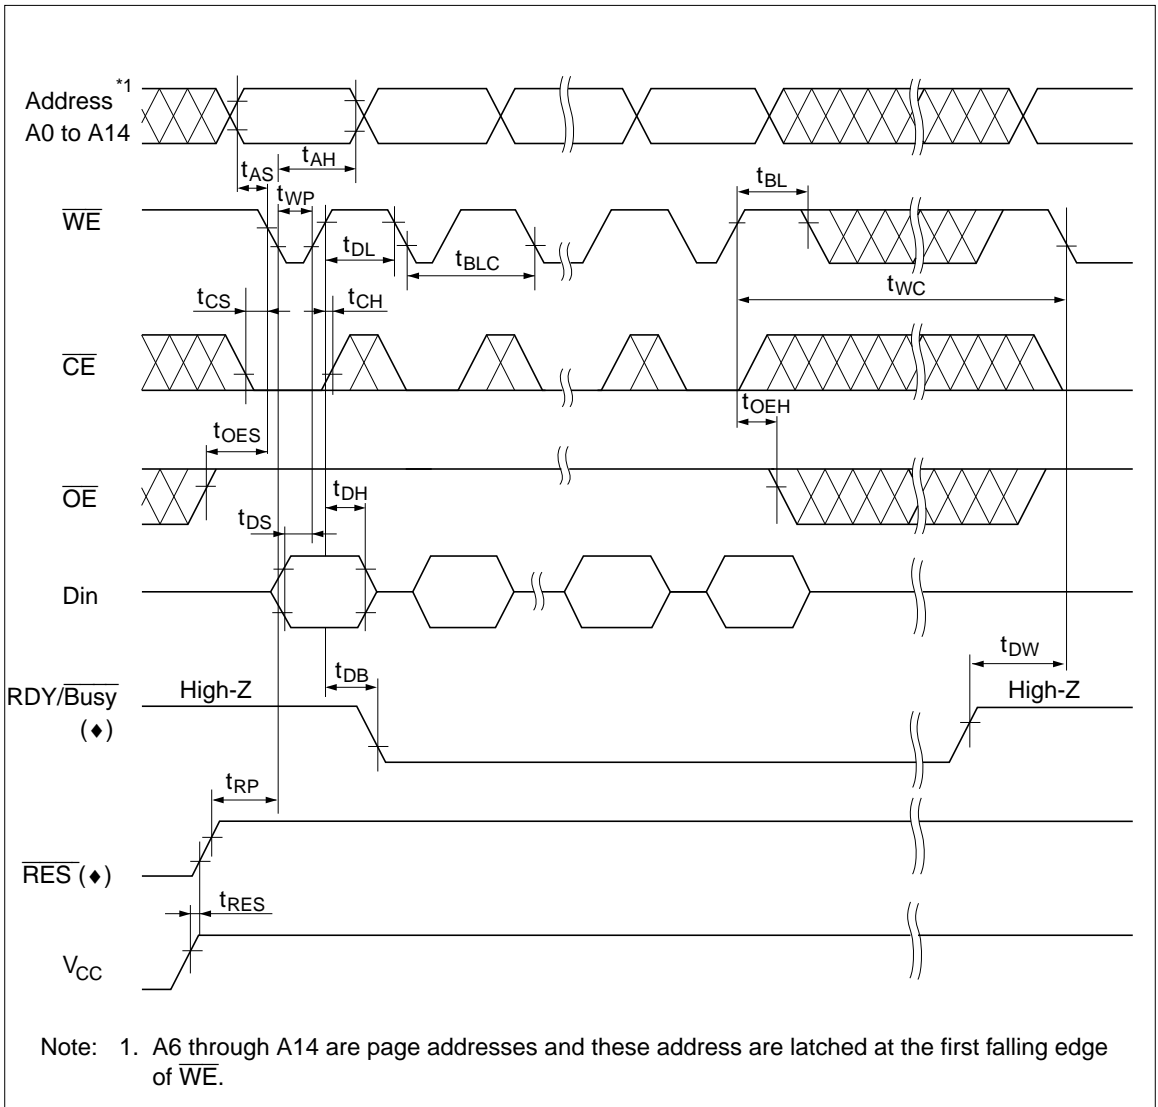 Address *1
A0 to A14
tAH
tAS
tWP
tBL
WE
tDL
tBLC
tWC
tCS
tCH
CE
tOEH
tOES
OE
tDH
tDS
Din
tDW
tDB
RDY/Busy
(♦)
High-Z
High-Z
tRP
RES (♦)
tRES
VCC
Note: 1. A6 through A14 are page addresses and these address are latched at the first falling edge
of WE.